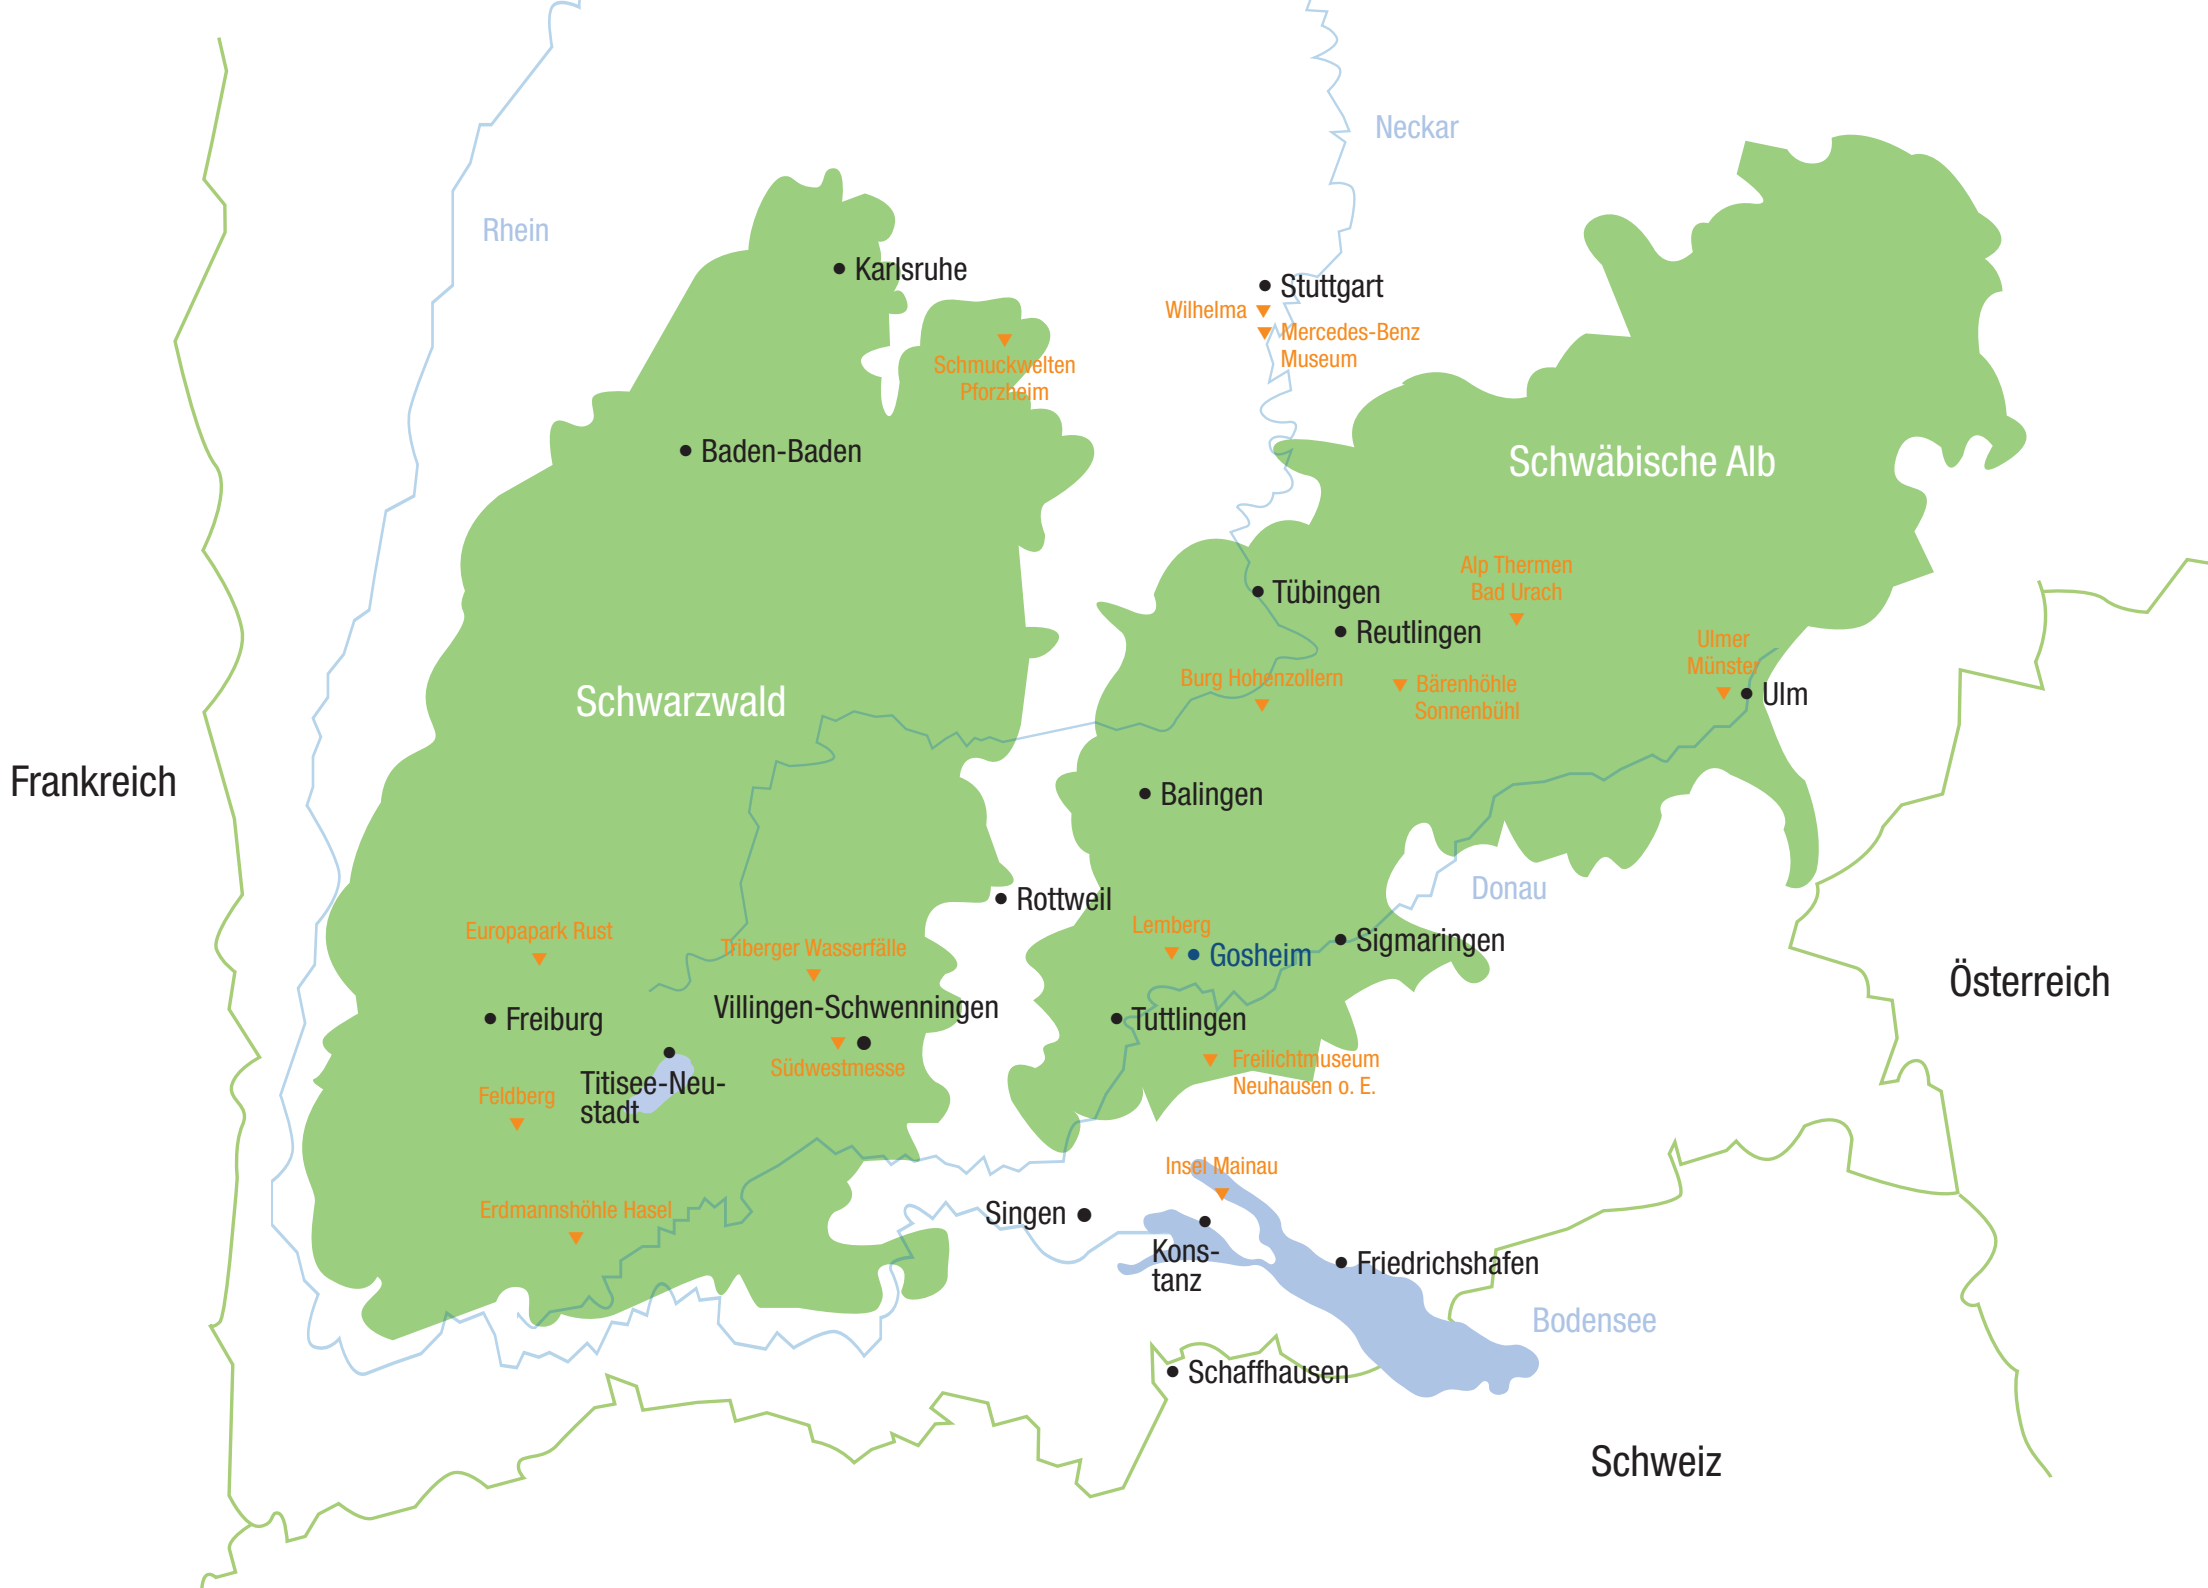 Neckar
Rhein
Karlsruhe
Stuttgart
Wilhelma
Mercedes-Benz
Museum
Schmuckwelten
Pforzheim
Baden-Baden
Schwäbische Alb
Alp Thermen
Bad Urach
Tübingen
Reutlingen
Ulmer
Münster
Burg Hohenzollern
Bärenhöhle
Sonnenbühl
Ulm
Schwarzwald
Frankreich
Balingen
Donau
Rottweil
Lemberg
Gosheim
Sigmaringen
Europapark Rust
Triberger Wasserfälle
Österreich
Villingen-Schwenningen
Freiburg
Tuttlingen
Südwestmesse
Freilichtmuseum
Neuhausen o. E.
Titisee-Neu-
stadt
Feldberg
Insel Mainau
Erdmannshöhle Hasel
Singen
Kons-
tanz
Friedrichshafen
Bodensee
Schaffhausen
Schweiz